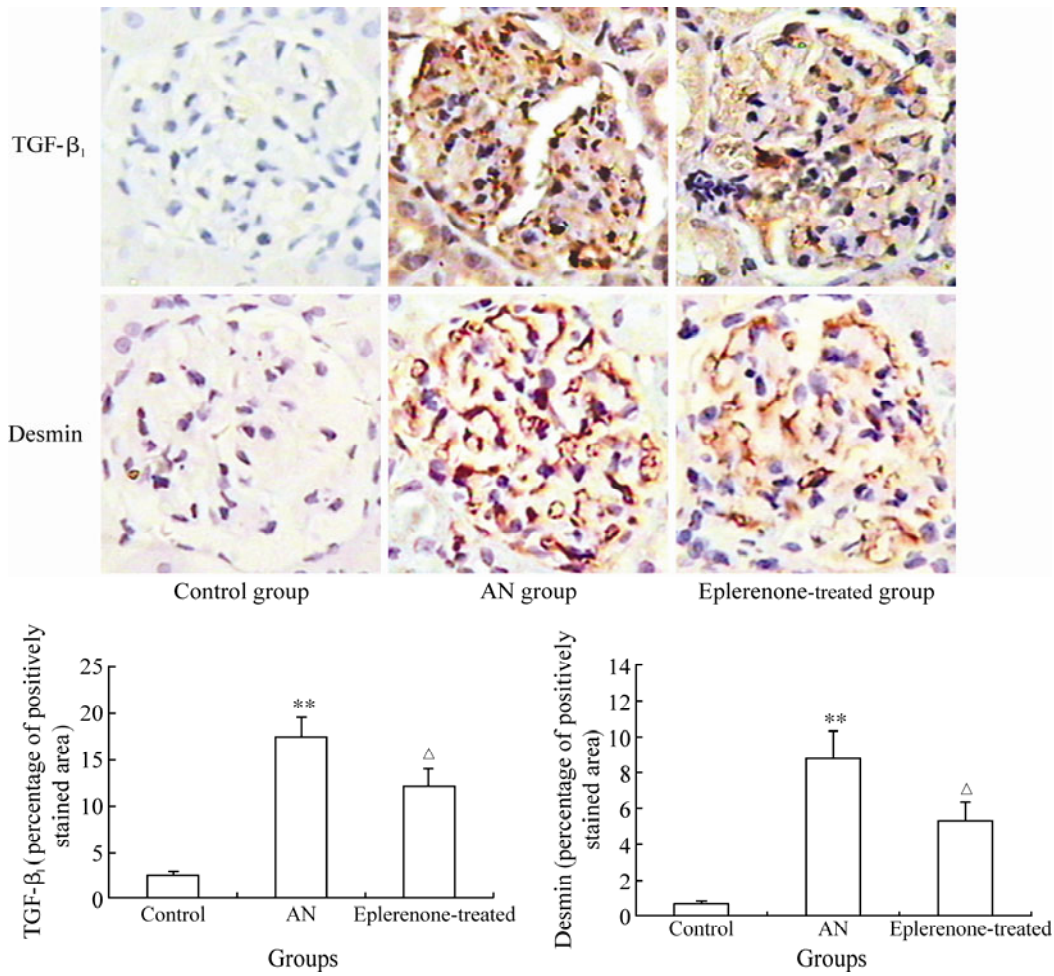 TGF-β₁
Desmin
Control group
AN group
Eplerenone-treated group
TGF-β₁ (percentage of positively
stained area)
25
20
15
10
5
0
**
△
Control
AN
Eplerenone-treated
Groups
Desmin (percentage of positively
stained area)
14
12
10
8
6
4
2
0
**
△
Control
AN
Eplerenone-treated
Groups